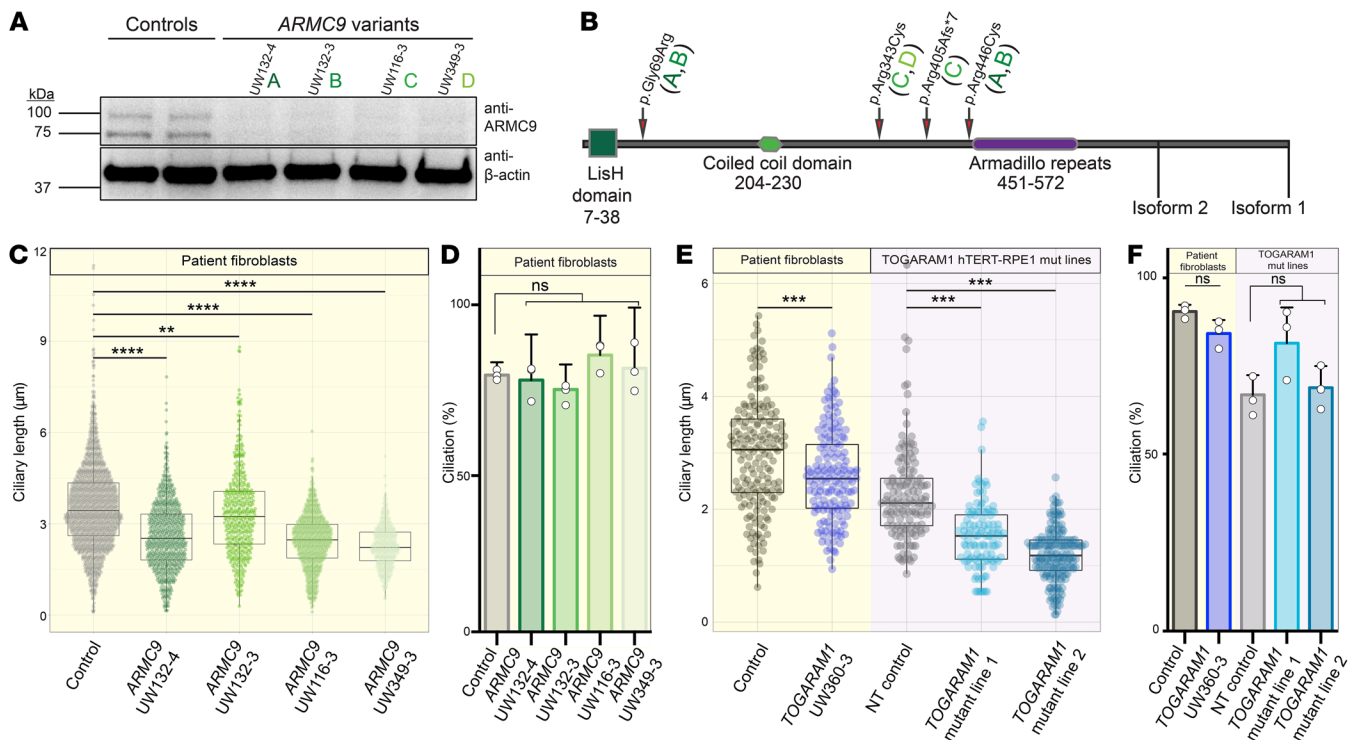 A
Controls
ARMC9 variants
UW132-4 A
UW132-3 B
UW116-3 C
UW349-3 D
kDa
100
75
37
anti-
ARMC9
anti-
β-actin
B
p.Gly69Arg
(A,B)
p.Arg343Cys
(C,D)
p.Arg405Afs*7
(C)
p.Arg446Cys
(A,B)
LisH
domain
7-38
Coiled coil domain
204-230
Armadillo repeats
451-572
Isoform 2
Isoform 1
C
Patient fibroblasts
Ciliary length (µm)
12
9
6
3
0
****
****
**
****
Control
ARMC9
UW132-4
ARMC9
UW132-3
ARMC9
UW116-3
ARMC9
UW349-3
D
Patient fibroblasts
Ciliation (%)
100
50
0
ns
Control
ARMC9
UW132-4
ARMC9
UW132-3
ARMC9
UW116-3
ARMC9
UW349-3
E
Patient fibroblasts
TOGARAM1 hTERT-RPE1 mut lines
Ciliary length (µm)
6
4
2
0
***
***
***
Control
TOGARAM1
UW360-3
NT control
TOGARAM1
mutant line 1
TOGARAM1
mutant line 2
F
Patient
fibroblasts
TOGARAM1
mut lines
Ciliation (%)
100
50
0
ns
ns
Control
TOGARAM1
UW360-3
NT control
TOGARAM1
mutant line 1
TOGARAM1
mutant line 2